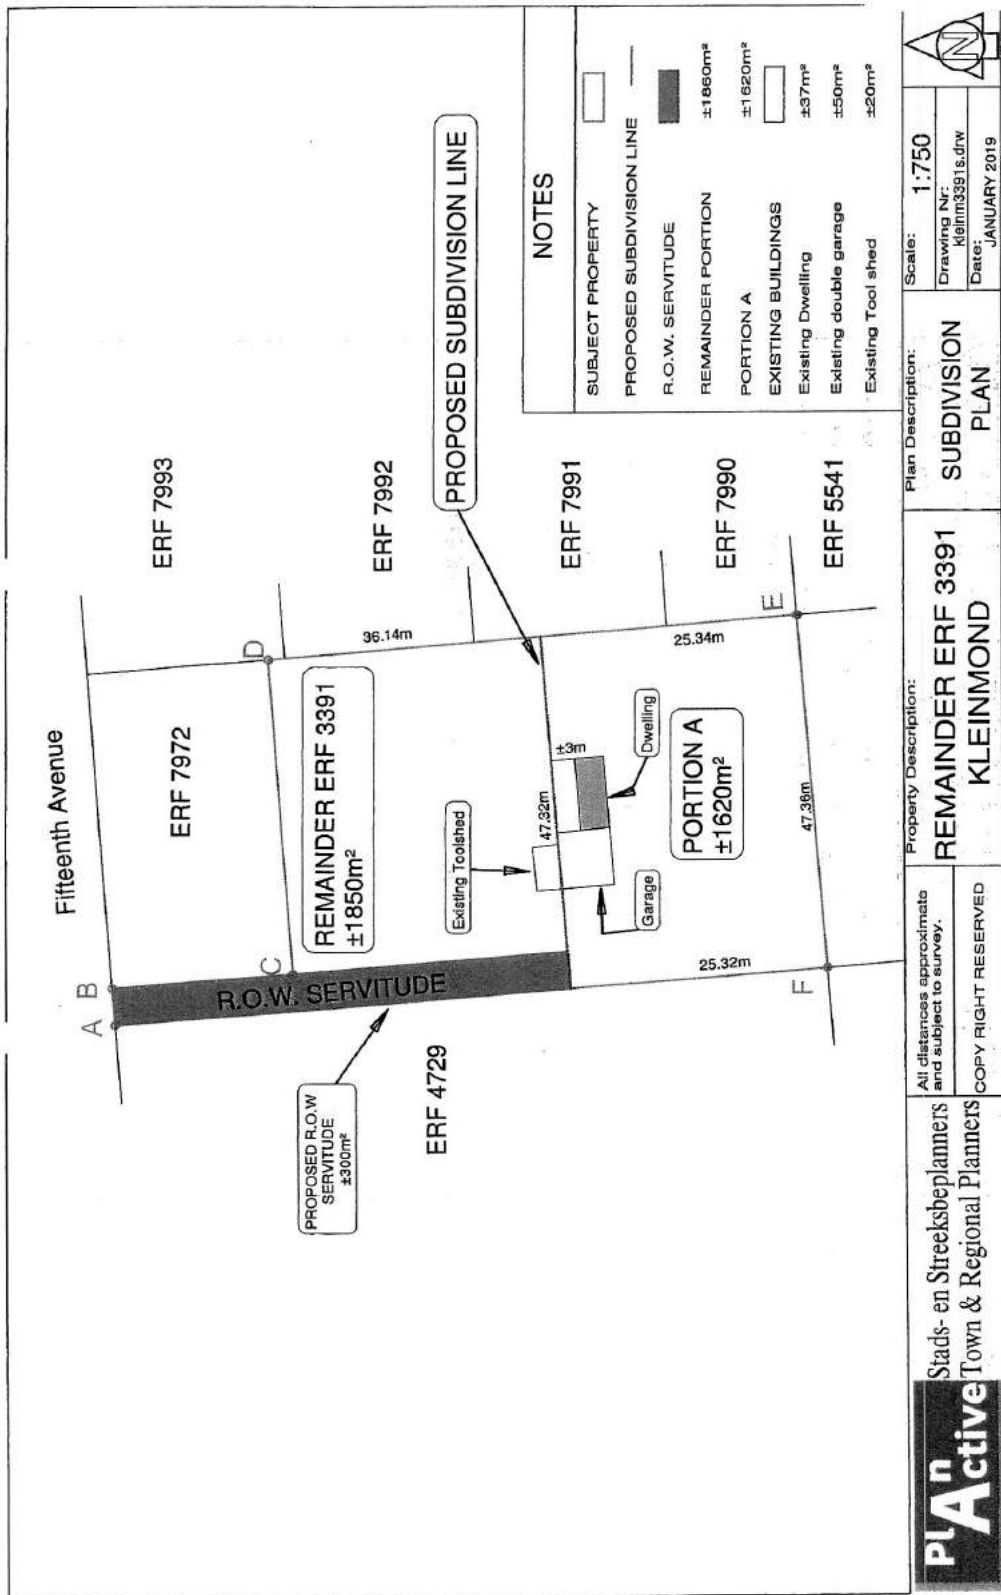 Fifteenth Avenue
A
B
C
D
E
F
ERF 7972
ERF 7993
ERF 7992
ERF 7991
ERF 7990
ERF 5541
ERF 4729
R.O.W. SERVITUDE
PROPOSED R.O.W
SERVITUDE
±300m²
REMAINDER ERF 3391
±1850m²
36.14m
Existing Toolshed
47.32m
±3m
PROPOSED SUBDIVISION LINE
Garage
Dwelling
PORTION A
±1620m²
25.34m
25.32m
47.36m
NOTES
SUBJECT PROPERTY
PROPOSED SUBDIVISION LINE
R.O.W. SERVITUDE
REMAINDER PORTION ±1860m²
PORTION A ±1620m²
EXISTING BUILDINGS
Existing Dwelling ±37m²
Existing double garage ±50m²
Existing Tool shed ±20m²
Plan Active
Stads- en Streeksbeplanners
Town & Regional Planners
All distances approximate
and subject to survey.
COPY RIGHT RESERVED
Property Description:
REMAINDER ERF 3391
KLEINMOND
Plan Description:
SUBDIVISION
PLAN
Scale: 1:750
Drawing Nr:
kleinm3391s.drw
Date:
JANUARY 2019
N